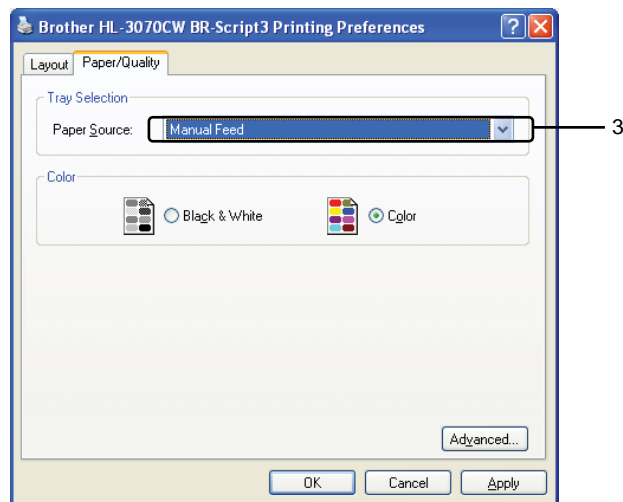 Brother HL-3070CW BR-Script3 Printing Preferences
Layout Paper/Quality
Tray Selection
Paper Source: Manual Feed 3
Color
Black & White Color
Advanced...
OK Cancel Apply